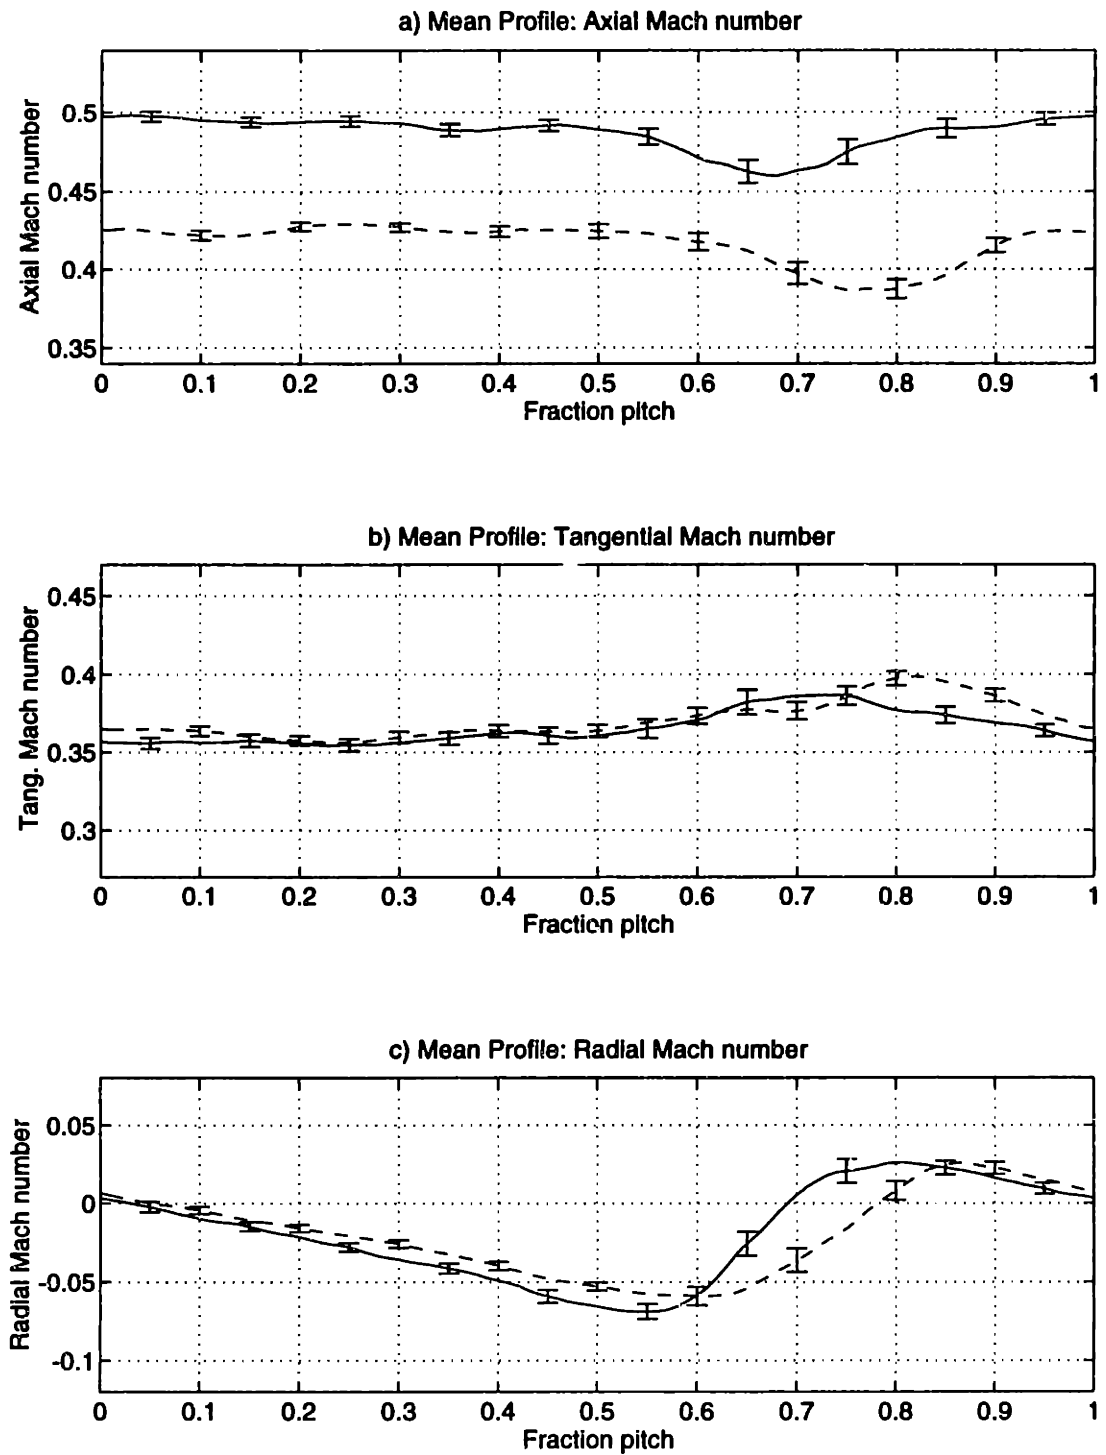 a) Mean Profile: Axial Mach number
Axial Mach number
0.5
0.45
0.4
0.35
0 0.1 0.2 0.3 0.4 0.5 0.6 0.7 0.8 0.9 1
Fraction pitch
b) Mean Profile: Tangential Mach number
Tang. Mach number
0.45
0.4
0.35
0.3
0 0.1 0.2 0.3 0.4 0.5 0.6 0.7 0.8 0.9 1
Fraction pitch
c) Mean Profile: Radial Mach number
Radial Mach number
0.05
0
-0.05
-0.1
0 0.1 0.2 0.3 0.4 0.5 0.6 0.7 0.8 0.9 1
Fraction pitch